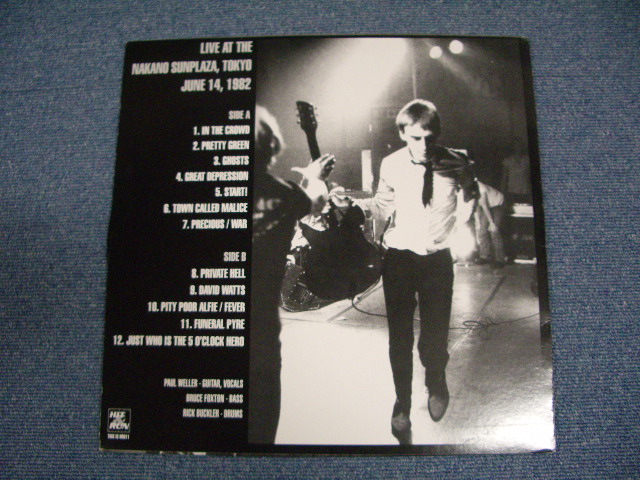 LIVE AT THE
NAKANO SUNPLAZA, TOKYO
JUNE 14, 1982
SIDE A
1. IN THE CROWD
2. PRETTY GREEN
3. GHOSTS
4. GREAT DEPRESSION
5. START!
6. TOWN CALLED MALICE
7. PRECIOUS / WAR
SIDE B
8. PRIVATE HELL
9. DAVID WATTS
10. PITY POOR ALFIE / FEVER
11. FUNERAL PYRE
12. JUST WHO IS THE 5 O'CLOCK HERO
PAUL WELLER - GUITAR, VOCALS
BRUCE FOXTON - BASS
RICK BUCKLER - DRUMS
HIT
RUN